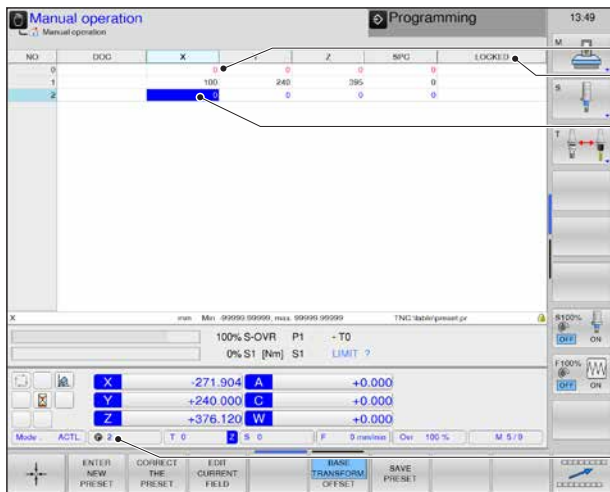 Manual operation
Programming
13:49
Manual operation
M
NO DOC X Y Z SPC LOCKED
0 0 0 0 0
1 100 240 395 0
2 0 0 0 0
S
T
X mm Min -99999.99999, max. 99999.99999 TNC:\table\preset.pr
100% S-OVR P1 -T0
0% S1 [Nm] S1 LIMIT ?
S100%
OFF ON
F100%
OFF ON
X -271.904 A +0.000
Y +240.000 C +0.000
Z +376.120 W +0.000
Mode: ACTL. 2 T 0 Z S 0 F 0 mm/min Ovr 100 % M 5/9
ENTER NEW PRESET
CORRECT THE PRESET
EDIT CURRENT FIELD
BASE TRANSFORM. OFFSET
SAVE PRESET